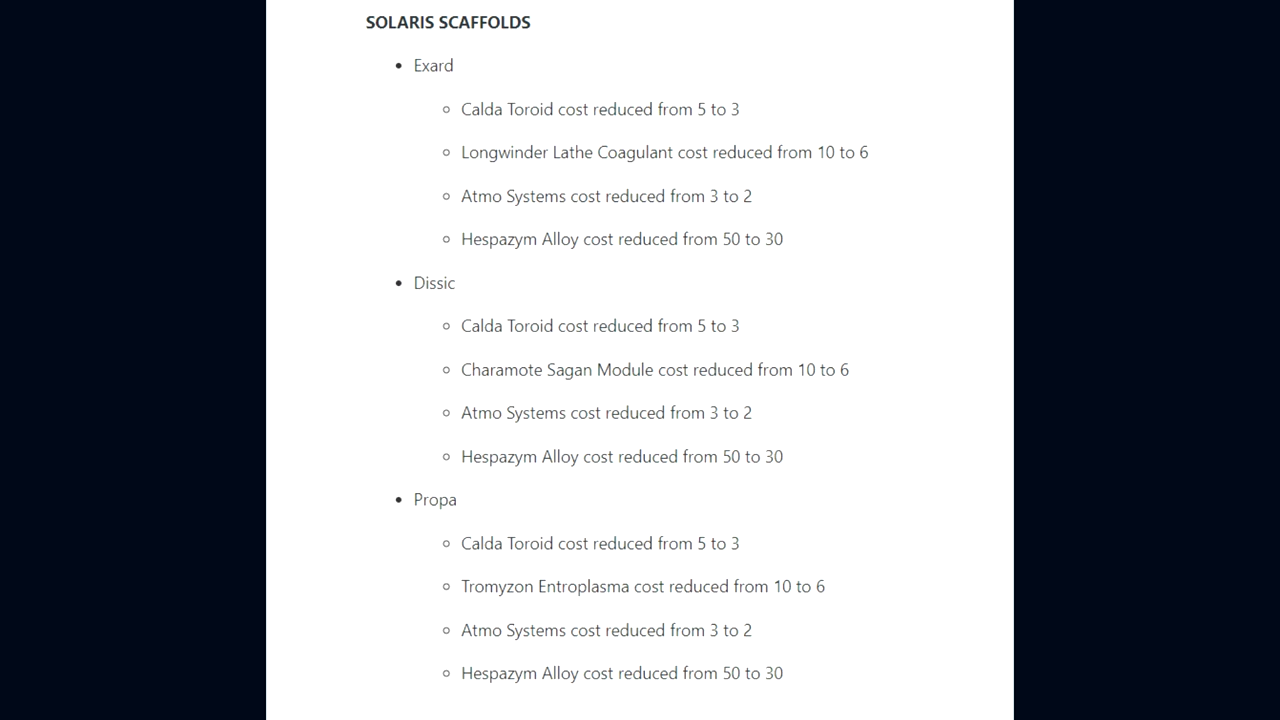 SOLARIS SCAFFOLDS
Exard
Calda Toroid cost reduced from 5 to 3
Longwinder Lathe Coagulant cost reduced from 10 to 6
Atmo Systems cost reduced from 3 to 2
Hespazym Alloy cost reduced from 50 to 30
Dissic
Calda Toroid cost reduced from 5 to 3
Charamote Sagan Module cost reduced from 10 to 6
Atmo Systems cost reduced from 3 to 2
Hespazym Alloy cost reduced from 50 to 30
Propa
Calda Toroid cost reduced from 5 to 3
Tromyzon Entroplasma cost reduced from 10 to 6
Atmo Systems cost reduced from 3 to 2
Hespazym Alloy cost reduced from 50 to 30